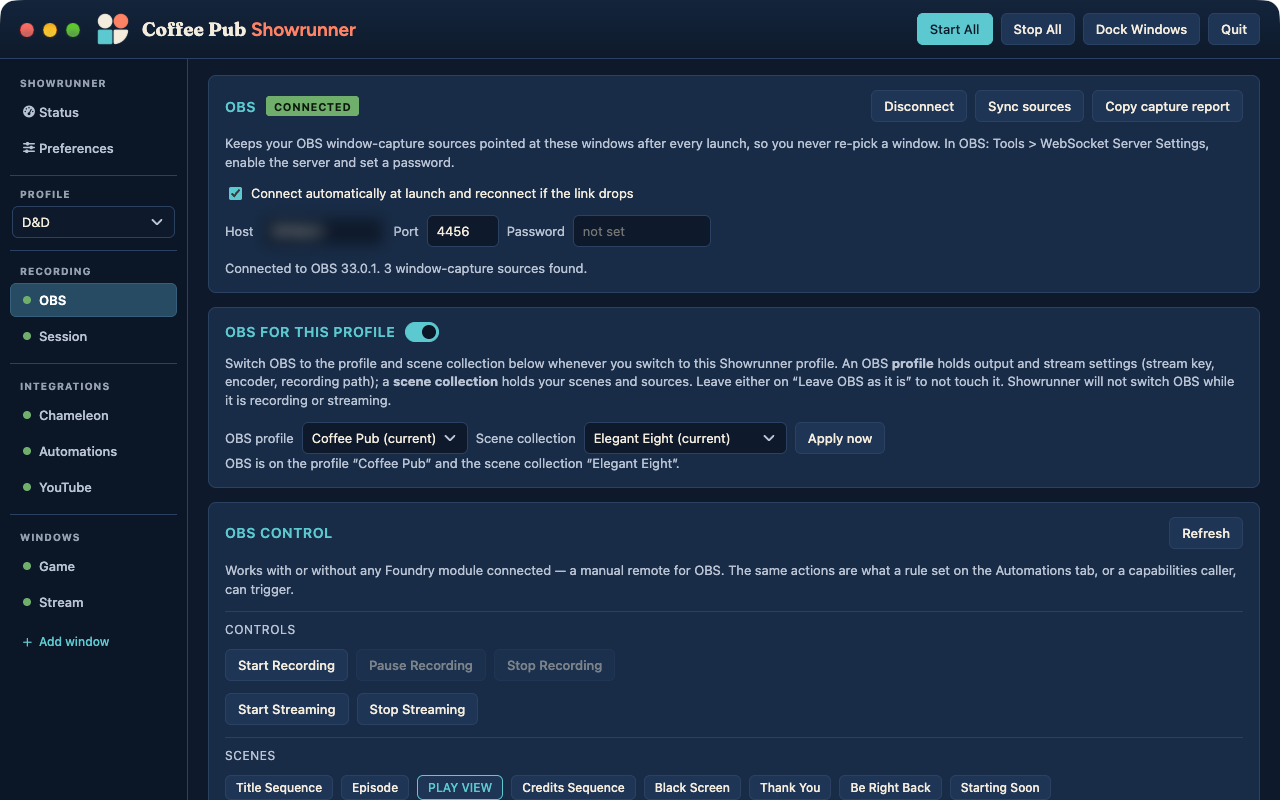 Coffee Pub Showrunner
Start All
Stop All
Dock Windows
Quit
SHOWRUNNER
Status
Preferences
PROFILE
D&D
RECORDING
OBS
Session
INTEGRATIONS
Chameleon
Automations
YouTube
WINDOWS
Game
Stream
+ Add window
OBS CONNECTED
Disconnect
Sync sources
Copy capture report
Keeps your OBS window-capture sources pointed at these windows after every launch, so you never re-pick a window. In OBS: Tools > WebSocket Server Settings,
enable the server and set a password.
Connect automatically at launch and reconnect if the link drops
Host Port 4456 Password not set
Connected to OBS 33.0.1. 3 window-capture sources found.
OBS FOR THIS PROFILE
Switch OBS to the profile and scene collection below whenever you switch to this Showrunner profile. An OBS profile holds output and stream settings (stream key,
encoder, recording path); a scene collection holds your scenes and sources. Leave either on “Leave OBS as it is” to not touch it. Showrunner will not switch OBS while
it is recording or streaming.
OBS profile Coffee Pub (current) Scene collection Elegant Eight (current) Apply now
OBS is on the profile “Coffee Pub” and the scene collection “Elegant Eight”.
OBS CONTROL
Refresh
Works with or without any Foundry module connected — a manual remote for OBS. The same actions are what a rule set on the Automations tab, or a capabilities caller,
can trigger.
CONTROLS
Start Recording Pause Recording Stop Recording
Start Streaming Stop Streaming
SCENES
Title Sequence Episode PLAY VIEW Credits Sequence Black Screen Thank You Be Right Back Starting Soon